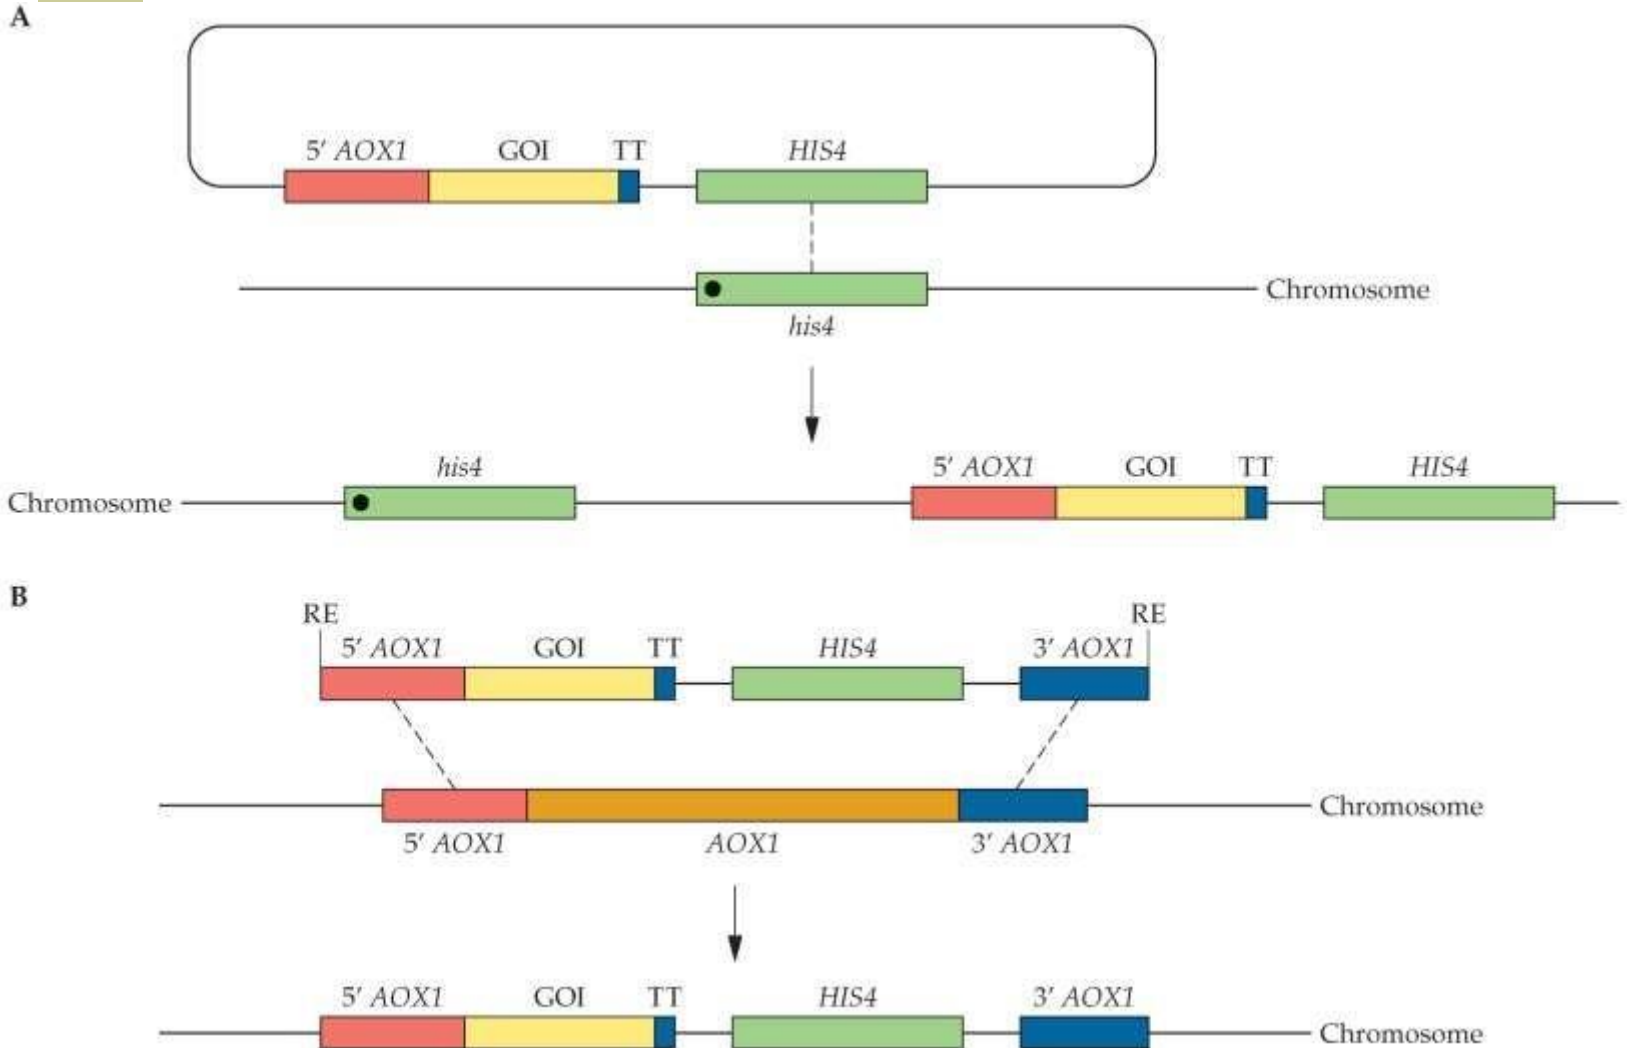 A
5′ AOX1 GOI TT HIS4
Chromosome
his4
his4 5′ AOX1 GOI TT HIS4
Chromosome
B
RE RE
5′ AOX1 GOI TT HIS4 3′ AOX1
Chromosome
5′ AOX1 AOX1 3′ AOX1
5′ AOX1 GOI TT HIS4 3′ AOX1
Chromosome